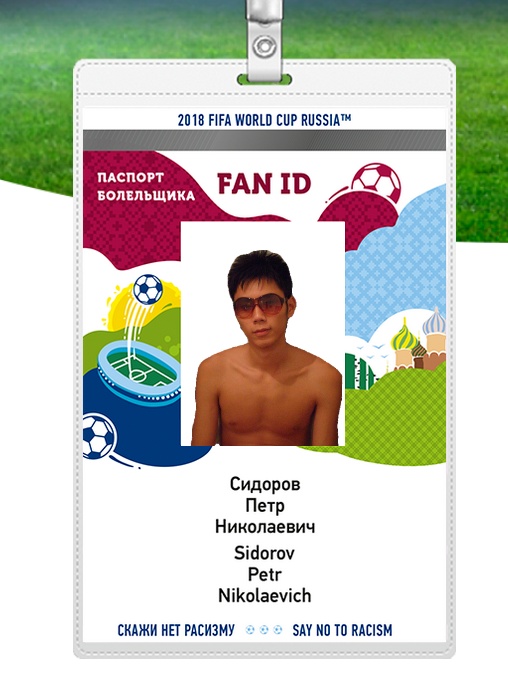 2018 FIFA WORLD CUP RUSSIA™
ПАСПОРТ
БОЛЕЛЬЩИКА
FAN ID
Сидоров
Петр
Николаевич
Sidorov
Petr
Nikolaevich
СКАЖИ НЕТ РАСИЗМУ SAY NO TO RACISM